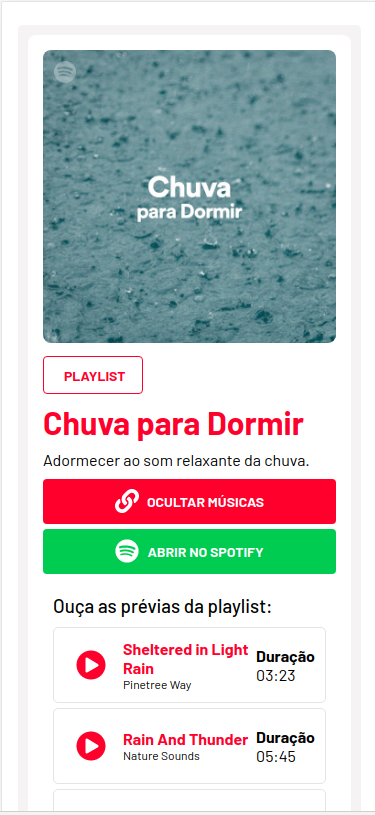 Chuva
para Dormir
PLAYLIST
Chuva para Dormir
Adormecer ao som relaxante da chuva.
OCULTAR MÚSICAS
ABRIR NO SPOTIFY
Ouça as prévias da playlist:
Sheltered in Light
Rain
Pinetree Way
Duração
03:23
Rain And Thunder
Nature Sounds
Duração
05:45